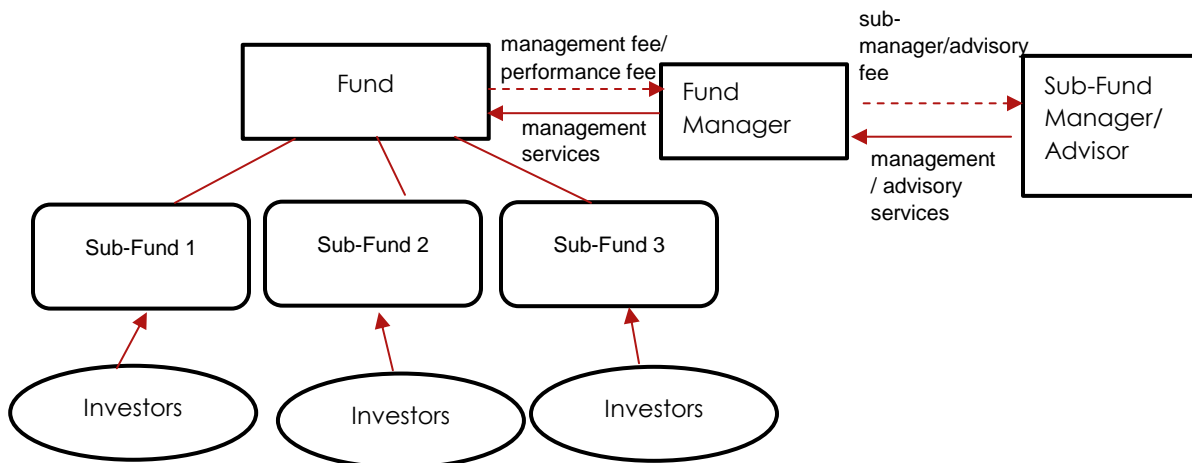 Fund
management fee/
performance fee
management
services
Fund
Manager
sub-
manager/advisory
fee
management
/ advisory
services
Sub-Fund
Manager/
Advisor
Sub-Fund 1
Sub-Fund 2
Sub-Fund 3
Investors
Investors
Investors